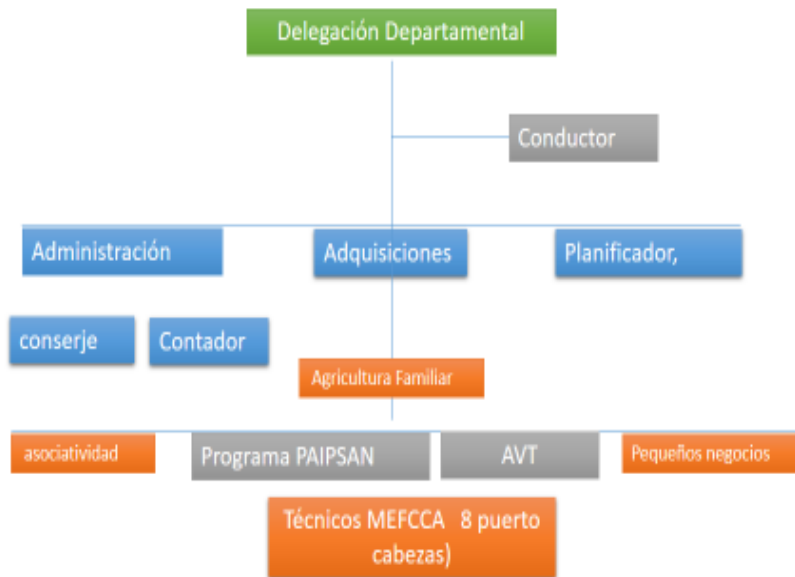 Delegación Departamental
Conductor
Administración
Adquisiciones
Planificador,
conserje
Contador
Agricultura Familiar
asociatividad
Programa PAIPSAN
AVT
Pequeños negocios
Técnicos MEFCCA 8 puerto
cabezas)